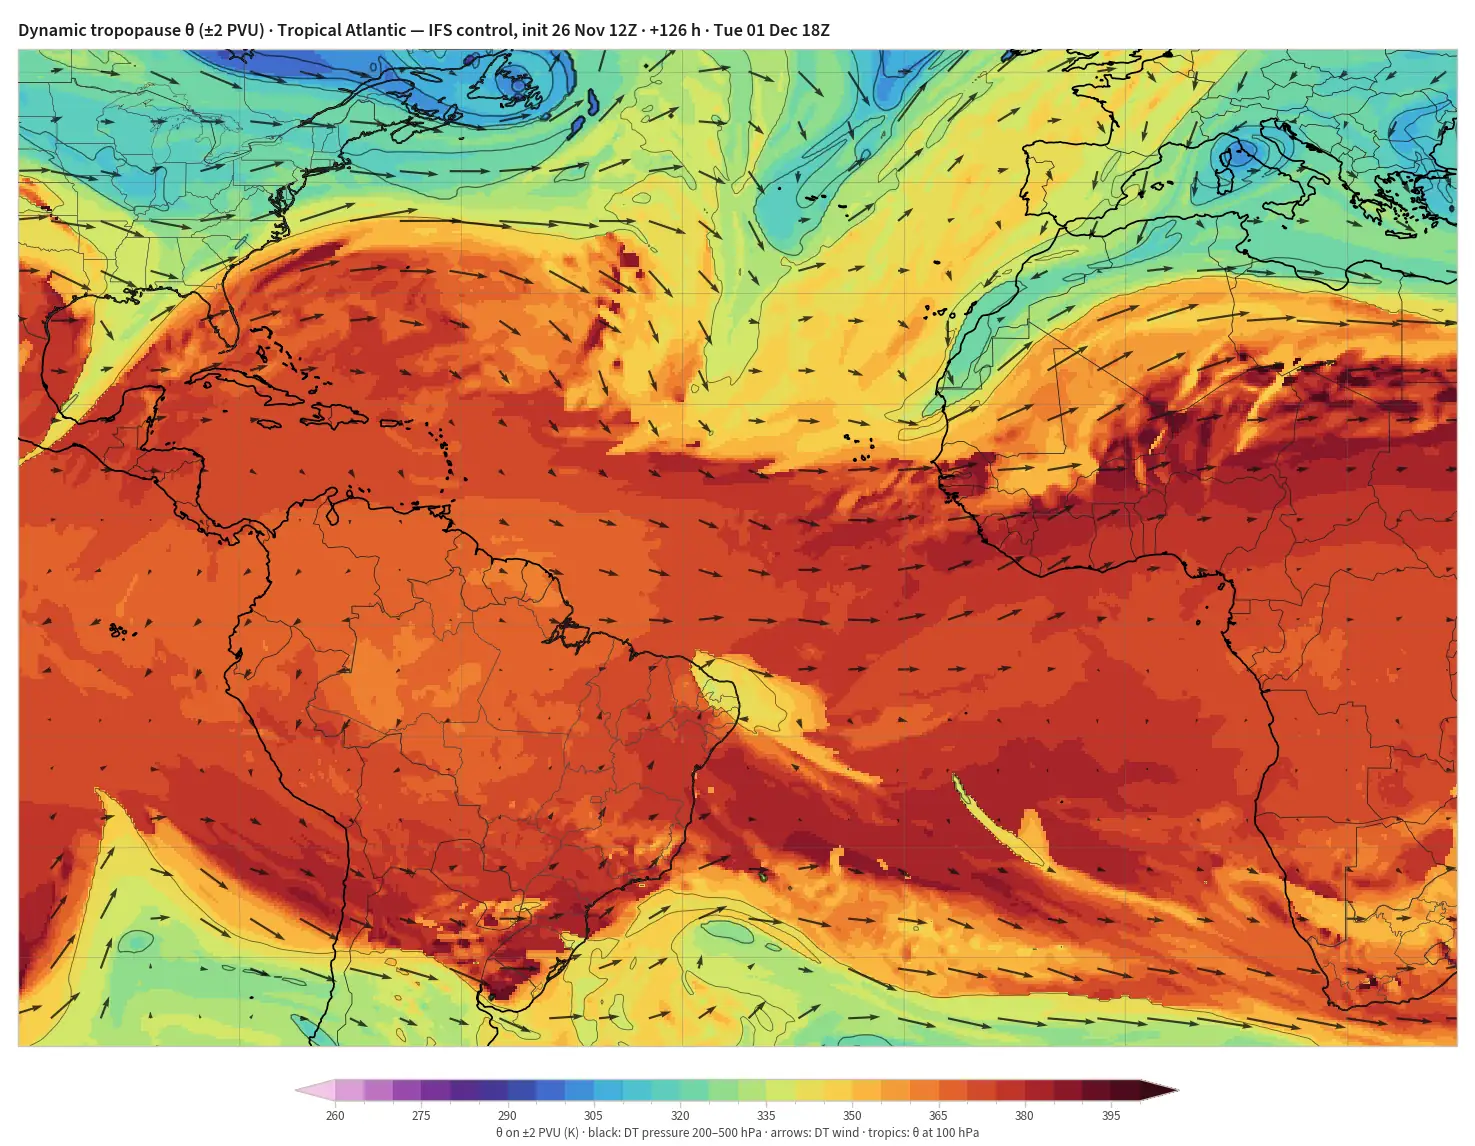 Dynamic tropopause θ (±2 PVU) · Tropical Atlantic — IFS control, init 26 Nov 12Z · +126 h · Tue 01 Dec 18Z
260 275 290 305 320 335 350 365 380 395
θ on ±2 PVU (K) · black: DT pressure 200–500 hPa · arrows: DT wind · tropics: θ at 100 hPa